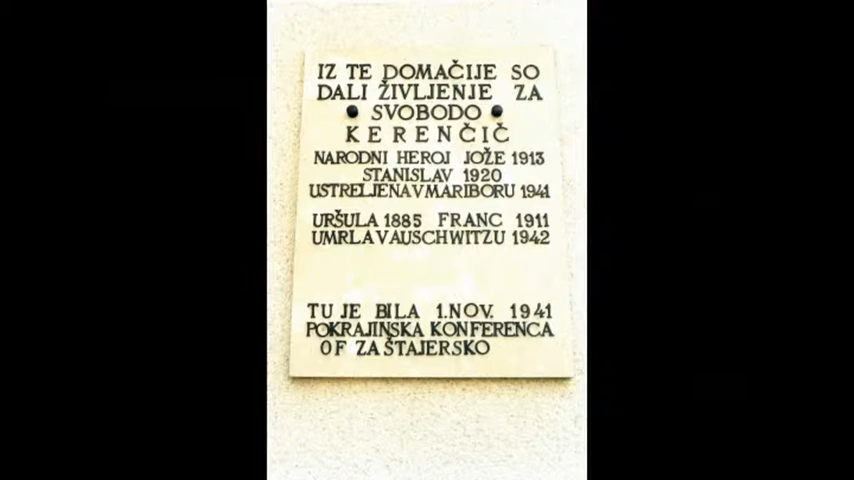 IZ TE DOMAČIJE SO
DALI ŽIVLJENJE ZA
SVOBODO
KERENČIČ
NARODNI HEROJ JOŽE 1913
STANISLAV 1920
USTRELJENA V MARIBORU 1941
URŠULA 1885 FRANC 1911
UMRLA V AUSCHWITZU 1942
TU JE BILA 1. NOV. 1941
POKRAJINSKA KONFERENCA
OF ZA ŠTAJERSKO